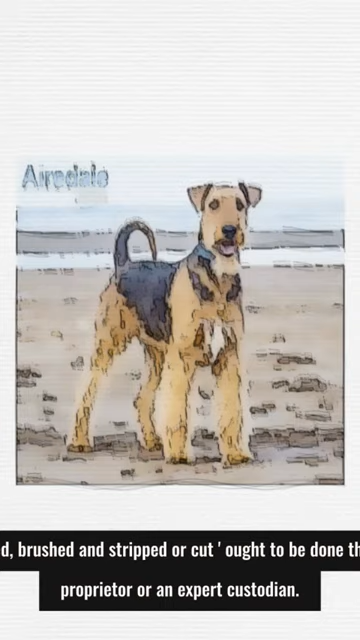 Airedale
d, brushed and stripped or cut ' ought to be done th
proprietor or an expert custodian.